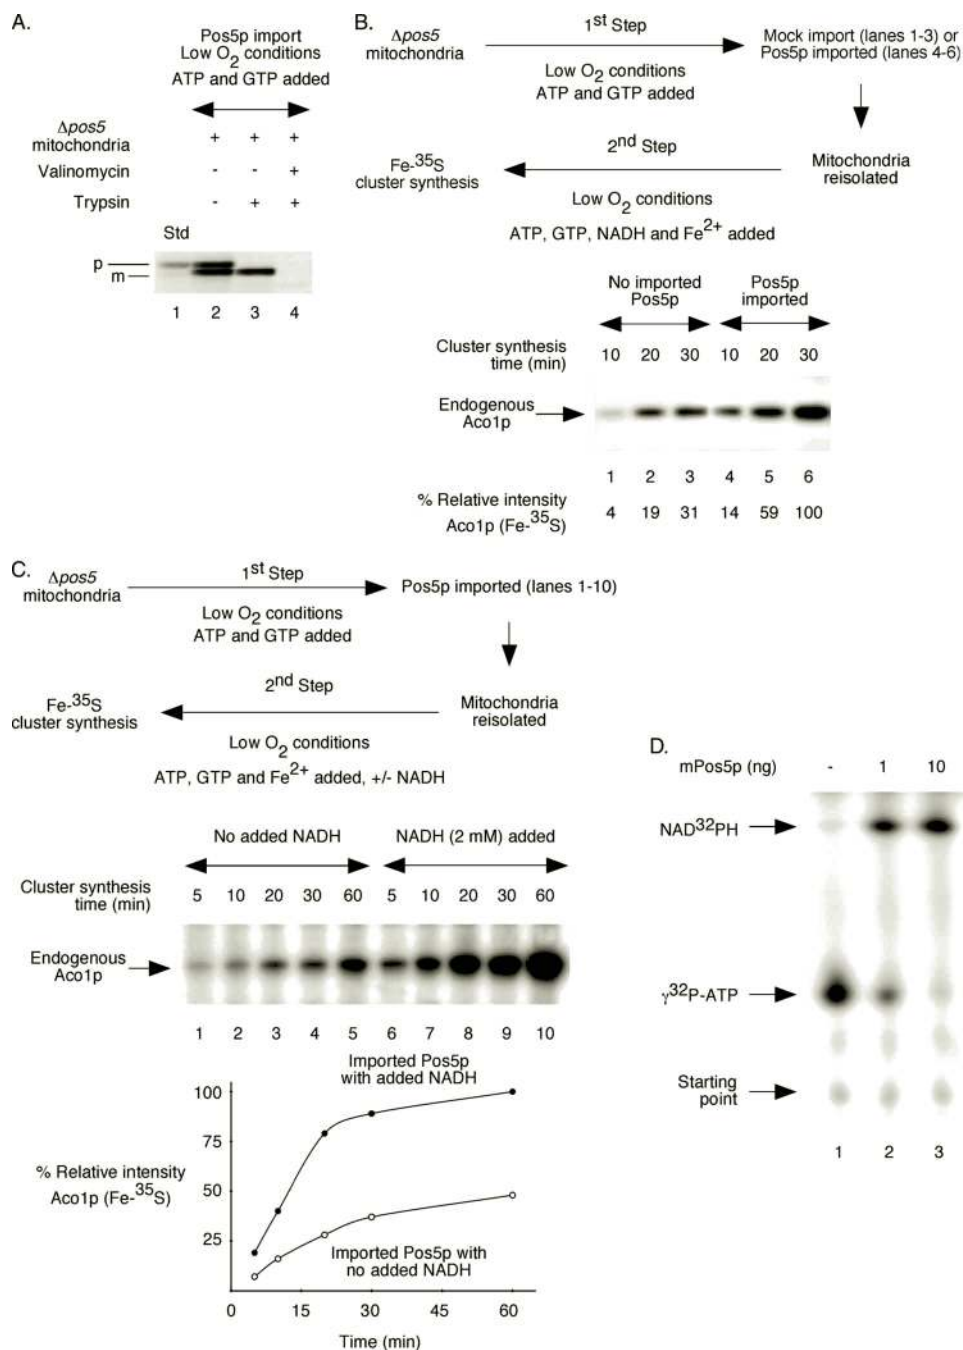 A.
Pos5p import
Low O2 conditions
ATP and GTP added
Δpos5
mitochondria
+ + +
Valinomycin - - +
Trypsin - + +
Std
p
m
1 2 3 4
B.
Δpos5
mitochondria
1st Step
Low O2 conditions
ATP and GTP added
Mock import (lanes 1-3) or
Pos5p imported (lanes 4-6)
Mitochondria
reisolated
2nd Step
Low O2 conditions
ATP, GTP, NADH and Fe2+ added
Fe-35S
cluster synthesis
No imported
Pos5p
Pos5p
imported
Cluster synthesis
time (min)
10 20 30 10 20 30
Endogenous
Aco1p
1 2 3 4 5 6
% Relative intensity
Aco1p (Fe-35S)
4 19 31 14 59 100
C.
Δpos5
mitochondria
1st Step
Low O2 conditions
ATP and GTP added
Pos5p imported (lanes 1-10)
Mitochondria
reisolated
2nd Step
Low O2 conditions
ATP, GTP and Fe2+ added, +/- NADH
Fe-35S
cluster synthesis
No added NADH
NADH (2 mM) added
Cluster synthesis
time (min)
5 10 20 30 60 5 10 20 30 60
Endogenous
Aco1p
1 2 3 4 5 6 7 8 9 10
Imported Pos5p
with added NADH
100
75
50
25
% Relative intensity
Aco1p (Fe-35S)
Imported Pos5p with
no added NADH
0 15 30 45 60
Time (min)
D.
mPos5p (ng) - 1 10
NAD32PH
γ32P-ATP
Starting
point
1 2 3